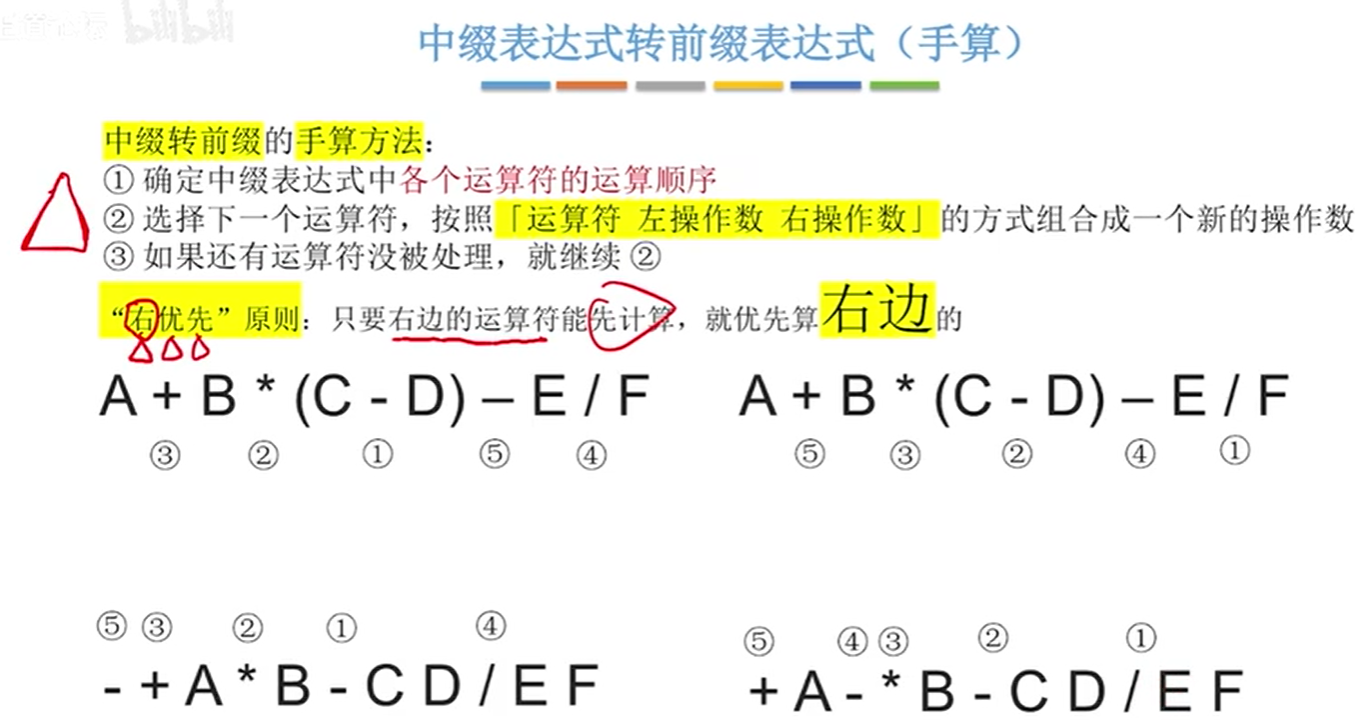 bilibili
中缀表达式转前缀表达式（手算）
中缀转前缀的手算方法：
① 确定中缀表达式中各个运算符的运算顺序
② 选择下一个运算符，按照「运算符 左操作数 右操作数」的方式组合成一个新的操作数
③ 如果还有运算符没被处理，就继续 ②
“右优先”原则：只要右边的运算符能先计算，就优先算右边的
A + B * (C - D) – E / F
③ ② ① ⑤ ④
A + B * (C - D) – E / F
⑤ ③ ② ④ ①
⑤ ③ ② ① ④
- + A * B - C D / E F
⑤ ④ ③ ② ①
+ A - * B - C D / E F